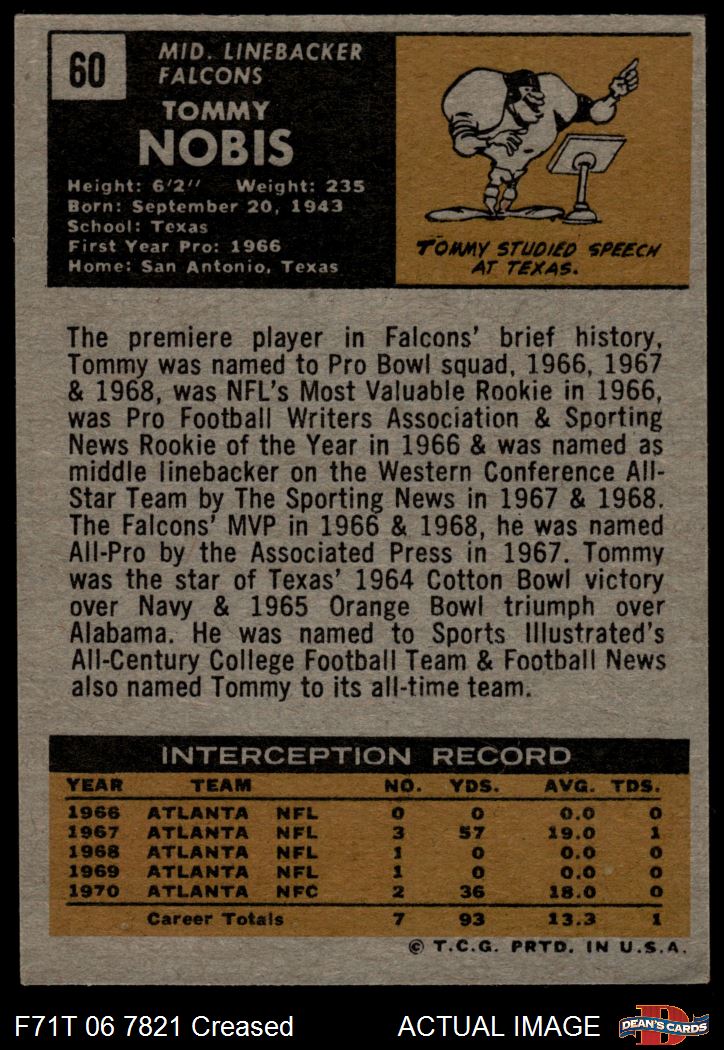 60
MID. LINEBACKER
FALCONS
TOMMY
NOBIS
Height: 6'2" Weight: 235
Born: September 20, 1943
School: Texas
First Year Pro: 1966
Home: San Antonio, Texas
TOMMY STUDIED SPEECH
AT TEXAS.
The premiere player in Falcons' brief history,
Tommy was named to Pro Bowl squad, 1966, 1967
& 1968, was NFL's Most Valuable Rookie in 1966,
was Pro Football Writers Association & Sporting
News Rookie of the Year in 1966 & was named as
middle linebacker on the Western Conference All-
Star Team by The Sporting News in 1967 & 1968.
The Falcons' MVP in 1966 & 1968, he was named
All-Pro by the Associated Press in 1967. Tommy
was the star of Texas' 1964 Cotton Bowl victory
over Navy & 1965 Orange Bowl triumph over
Alabama. He was named to Sports Illustrated's
All-Century College Football Team & Football News
also named Tommy to its all-time team.
INTERCEPTION RECORD
YEAR TEAM NO. YDS. AVG. TDS.
1966 ATLANTA NFL 0 0 0.0 0
1967 ATLANTA NFL 3 57 19.0 1
1968 ATLANTA NFL 1 0 0.0 0
1969 ATLANTA NFL 1 0 0.0 0
1970 ATLANTA NFC 2 36 18.0 0
Career Totals 7 93 13.3 1
© T.C.G. PRTD. IN U.S.A.
F71T 06 7821 Creased ACTUAL IMAGE
D
DEAN'S CARDS